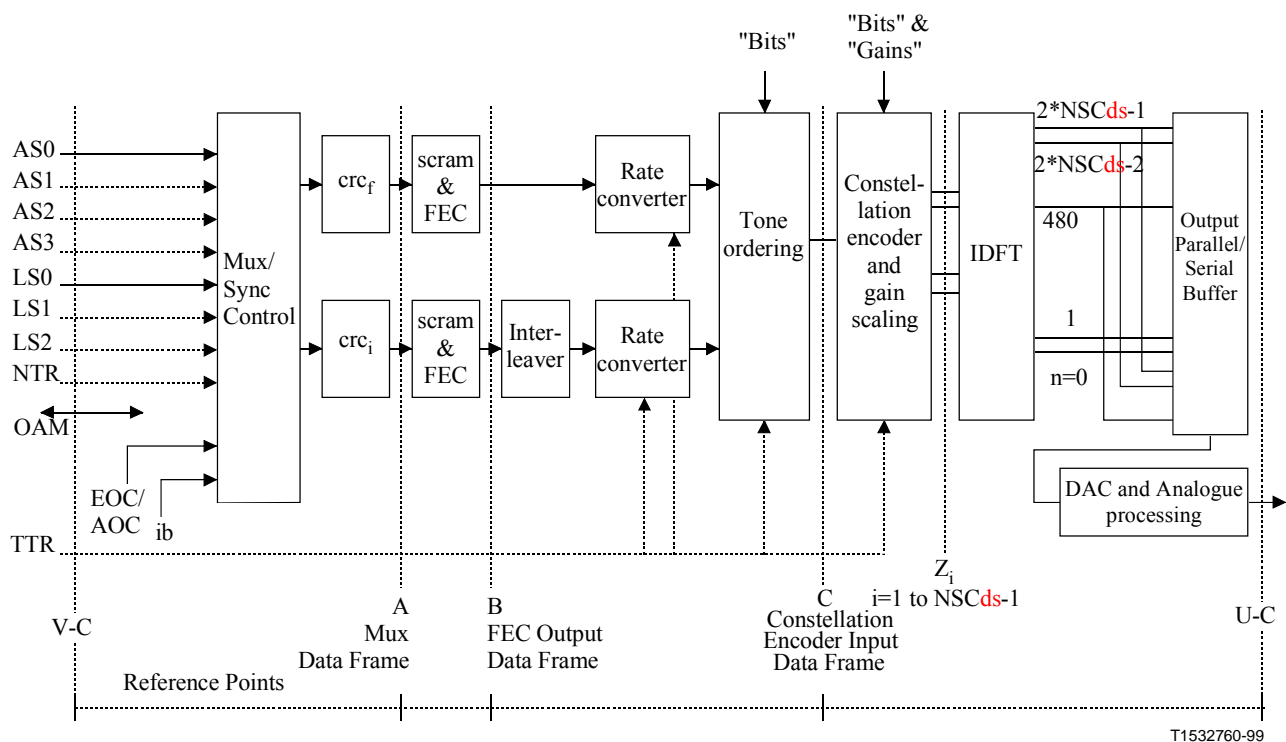 "Bits"
"Bits" &
"Gains"
AS0
AS1
AS2
AS3
LS0
LS1
LS2
NTR
OAM
EOC/
AOC
ib
TTR
Mux/
Sync
Control
crcf
scram
&
FEC
Rate
converter
crci
scram
&
FEC
Inter-
leaver
Rate
converter
Tone
ordering
Constel-
lation
encoder
and
gain
scaling
IDFT
2*NSCds-1
2*NSCds-2
480
1
n=0
Output
Parallel/
Serial
Buffer
DAC and Analogue
processing
V-C
A
Mux
Data Frame
B
FEC Output
Data Frame
C
Constellation
Encoder Input
Data Frame
Zi
i=1 to NSCds-1
U-C
Reference Points
T1532760-99